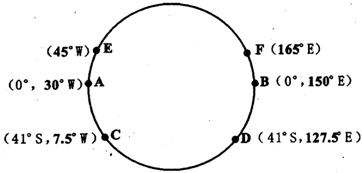 (45°W) E F (165°E)
(0°, 30°W) A B (0°, 150°E)
(41°S, 7.5°W) C D (41°S, 127.5°E)